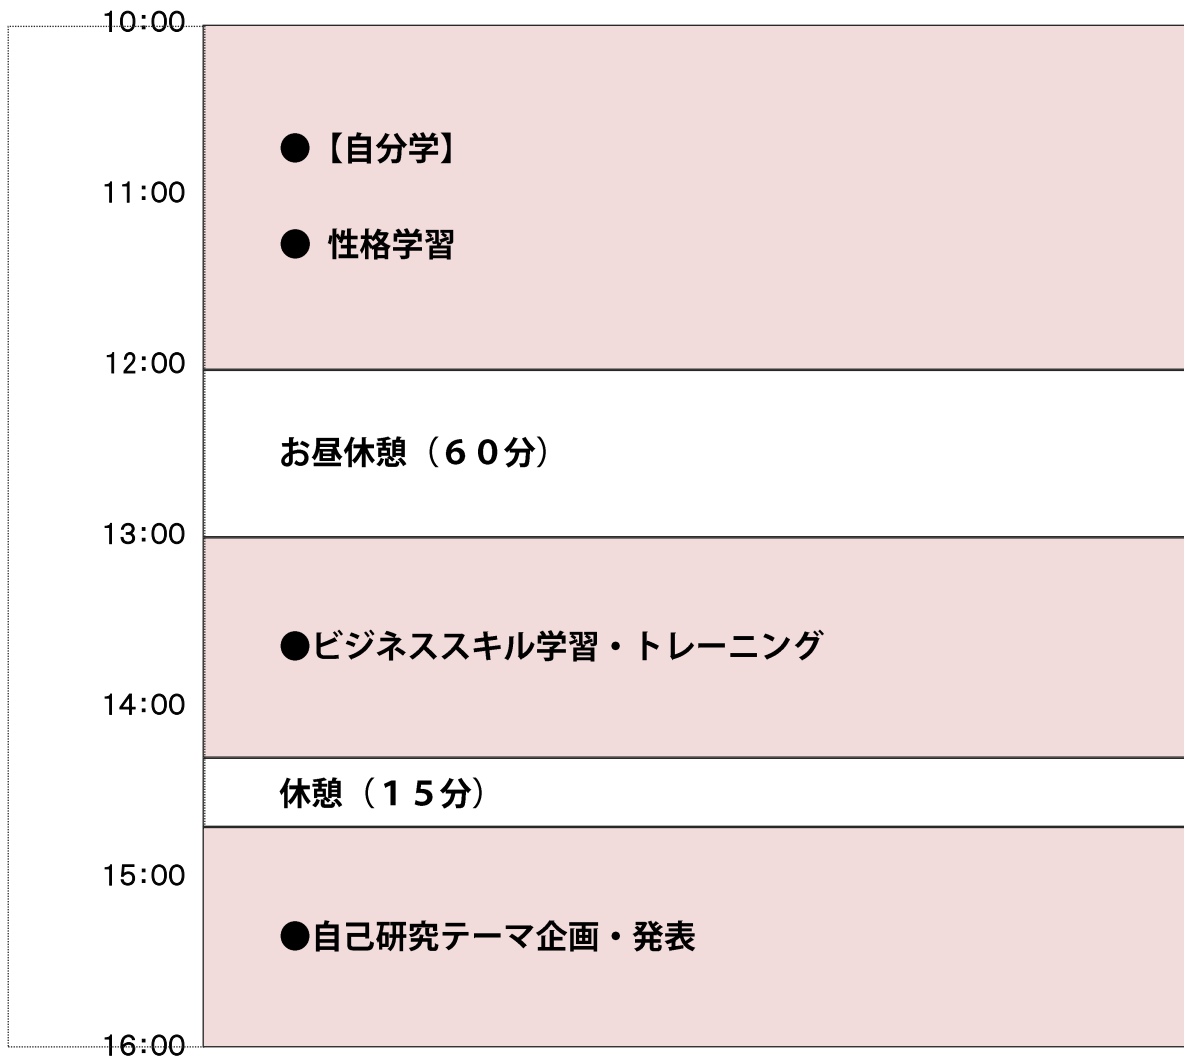 10:00
●【自分学】
11:00
● 性格学習
12:00
お昼休憩（６０分）
13:00
●ビジネススキル学習・トレーニング
14:00
休憩（１５分）
15:00
●自己研究テーマ企画・発表
16:00